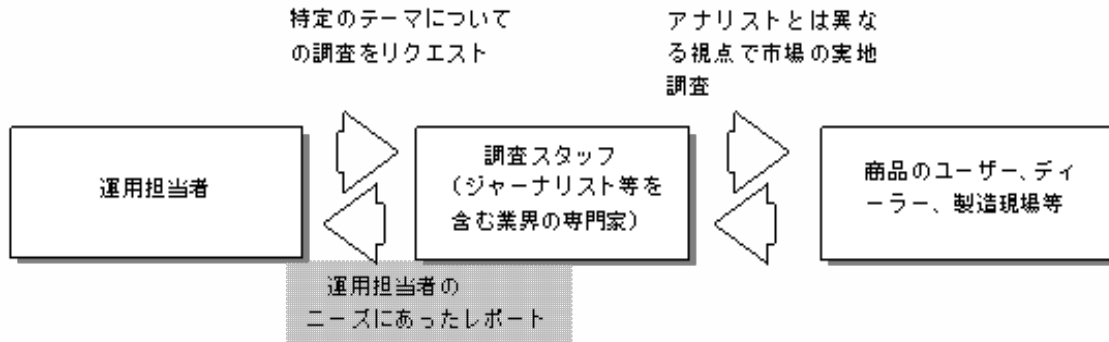 特定のテーマについて
の調査をリクエスト
アナリストとは異な
る視点で市場の実地
調査
運用担当者
調査スタッフ
(ジャーナリスト等を
含む業界の専門家)
商品のユーザー、ディ
ーラー、製造現場等
運用担当者の
ニーズにあったレポート